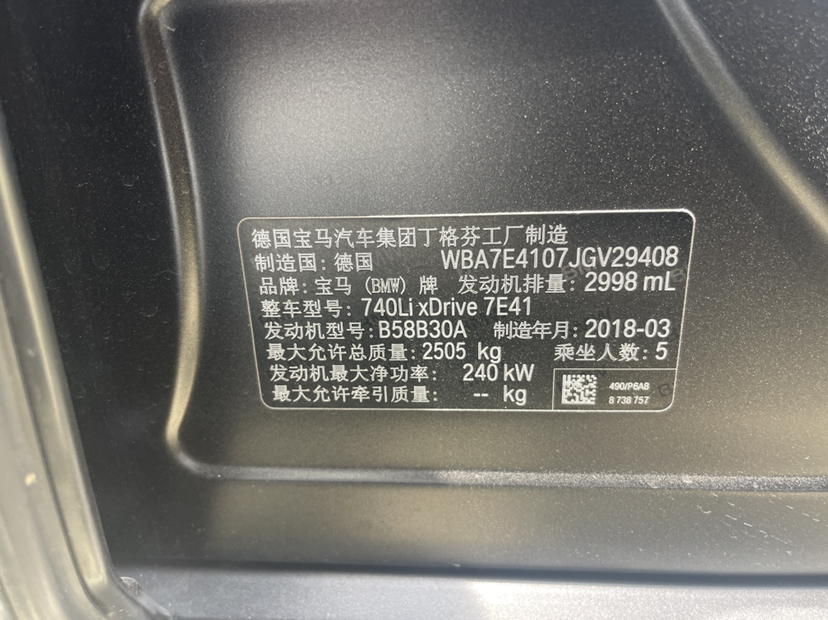 德国宝马汽车集团丁格芬工厂制造
制造国: 德国 WBA7E4107JGV29408
品牌: 宝马 (BMW) 牌 发动机排量: 2998 mL
整车型号: 740Li xDrive 7E41
发动机型号: B58B30A 制造年月: 2018-03
最大允许总质量: 2505 kg 乘坐人数: 5
发动机最大净功率: 240 kW
最大允许牵引质量: -- kg
490/P6A8
8 738 757